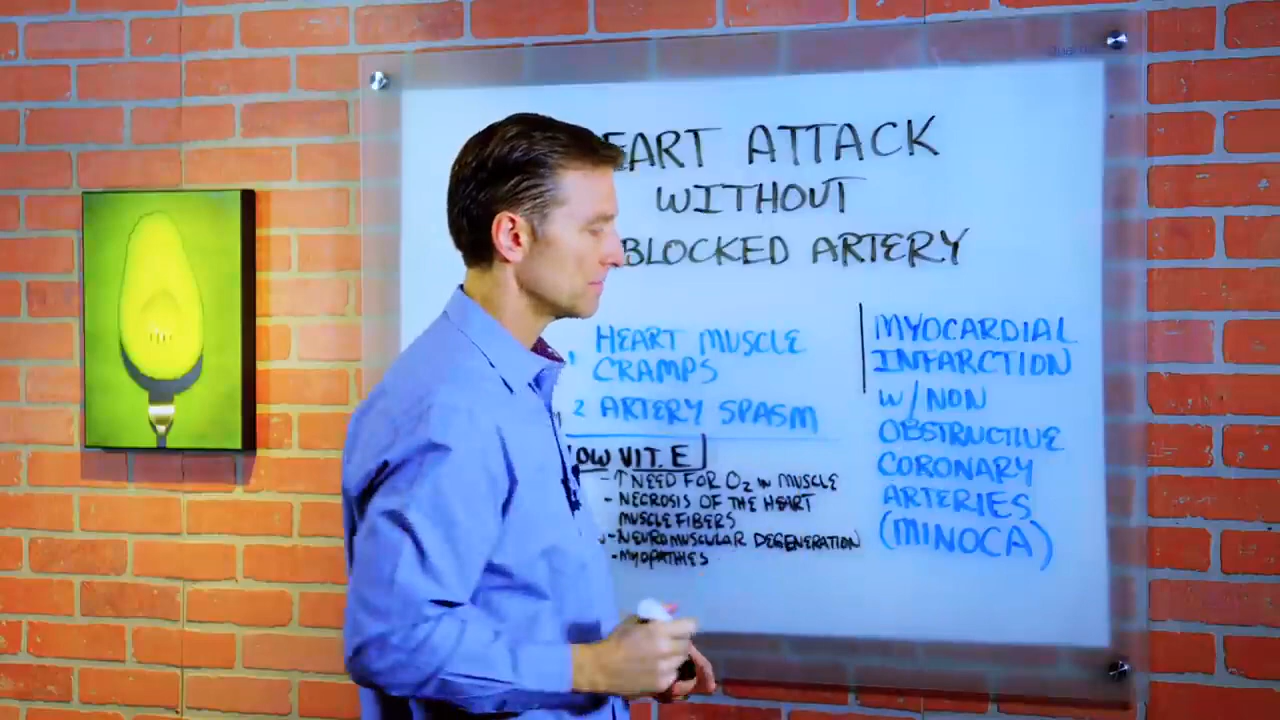 EART ATTACK
WITHOUT
BLOCKED ARTERY
HEART MUSCLE
CRAMPS
2 ARTERY SPASM
OW VIT. E
-↑ NEED FOR O2 IN MUSCLE
- NECROSIS OF THE HEART
MUSCLE FIBERS
-NEUROMUSCULAR DEGENERATION
-MYOPATHIES
MYOCARDIAL
INFARCTION
W/NON
OBSTRUCTIVE
CORONARY
ARTERIES
(MINOCA)